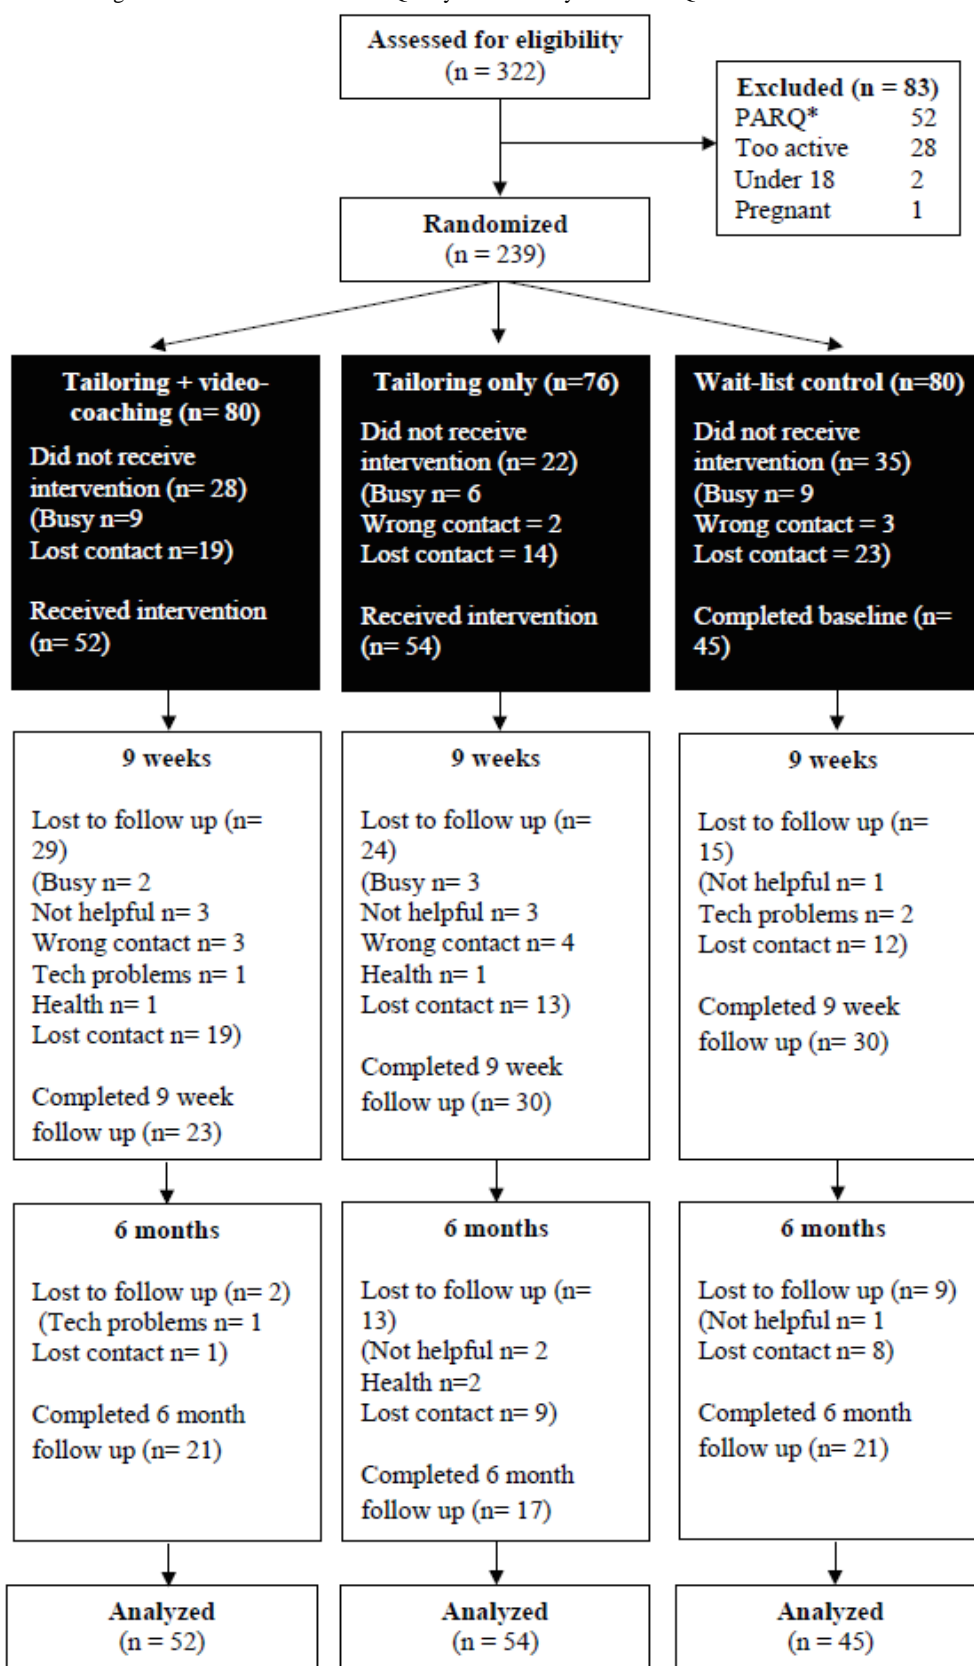 Assessed for eligibility
(n = 322)
Excluded (n = 83)
PARQ* 52
Too active 28
Under 18 2
Pregnant 1
Randomized
(n = 239)
Tailoring + video-
coaching (n= 80)
Did not receive
intervention (n= 28)
(Busy n=9
Lost contact n=19)
Received intervention
(n= 52)
Tailoring only (n=76)
Did not receive
intervention (n= 22)
(Busy n= 6
Wrong contact = 2
Lost contact = 14)
Received intervention
(n= 54)
Wait-list control (n=80)
Did not receive
intervention (n= 35)
(Busy n= 9
Wrong contact = 3
Lost contact = 23)
Completed baseline (n=
45)
9 weeks
Lost to follow up (n=
29)
(Busy n= 2
Not helpful n= 3
Wrong contact n= 3
Tech problems n= 1
Health n= 1
Lost contact n= 19)
Completed 9 week
follow up (n= 23)
9 weeks
Lost to follow up (n=
24)
(Busy n= 3
Not helpful n= 3
Wrong contact n= 4
Health n= 1
Lost contact n= 13)
Completed 9 week
follow up (n= 30)
9 weeks
Lost to follow up (n=
15)
(Not helpful n= 1
Tech problems n= 2
Lost contact n= 12)
Completed 9 week
follow up (n= 30)
6 months
Lost to follow up (n= 2)
(Tech problems n= 1
Lost contact n= 1)
Completed 6 month
follow up (n= 21)
6 months
Lost to follow up (n=
13)
(Not helpful n= 2
Health n=2
Lost contact n= 9)
Completed 6 month
follow up (n= 17)
6 months
Lost to follow up (n= 9)
(Not helpful n= 1
Lost contact n= 8)
Completed 6 month
follow up (n= 21)
Analyzed
(n = 52)
Analyzed
(n = 54)
Analyzed
(n = 45)